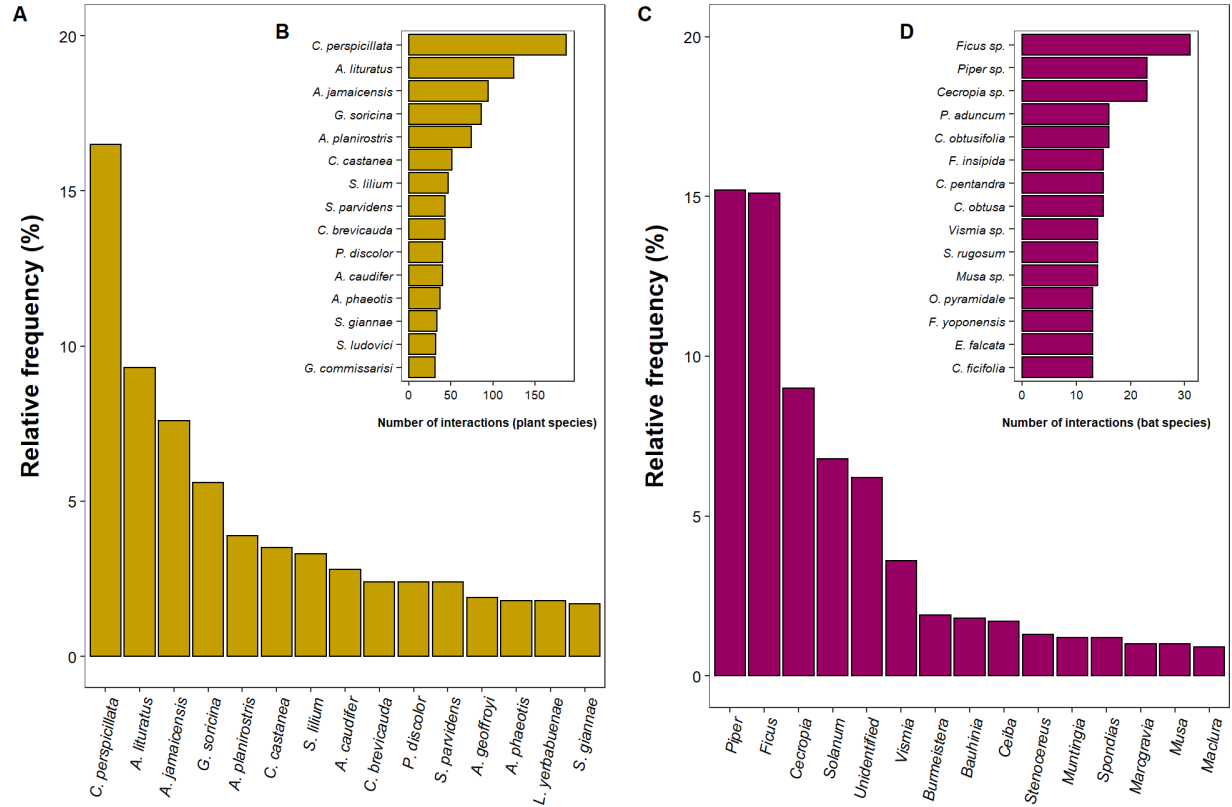 A
Relative frequency (%)
20
15
10
5
0
C. perspicillata
A. lituratus
A. jamaicensis
G. soricina
A. planirostris
C. castanea
S. lilium
A. caudifer
C. brevicauda
P. discolor
S. parvidens
A. geoffroyi
A. phaeotis
L. yerbabuenae
S. giannae
B
C. perspicillata
A. lituratus
A. jamaicensis
G. soricina
A. planirostris
C. castanea
S. lilium
S. parvidens
C. brevicauda
P. discolor
A. caudifer
A. phaeotis
S. giannae
S. ludovici
G. commissarisi
0 50 100 150
Number of interactions (plant species)
C
Relative frequency (%)
20
15
10
5
0
Piper
Ficus
Cecropia
Solanum
Unidentified
Vismia
Burmeistera
Bauhinia
Ceiba
Stenocereus
Muntingia
Spondias
Marcgravia
Musa
Maclura
D
Ficus sp.
Piper sp.
Cecropia sp.
P. aduncum
C. obtusifolia
F. insipida
C. pentandra
C. obtusa
Vismia sp.
S. rugosum
Musa sp.
O. pyramidale
F. yoponensis
E. falcata
C. ficifolia
0 10 20 30
Number of interactions (bat species)